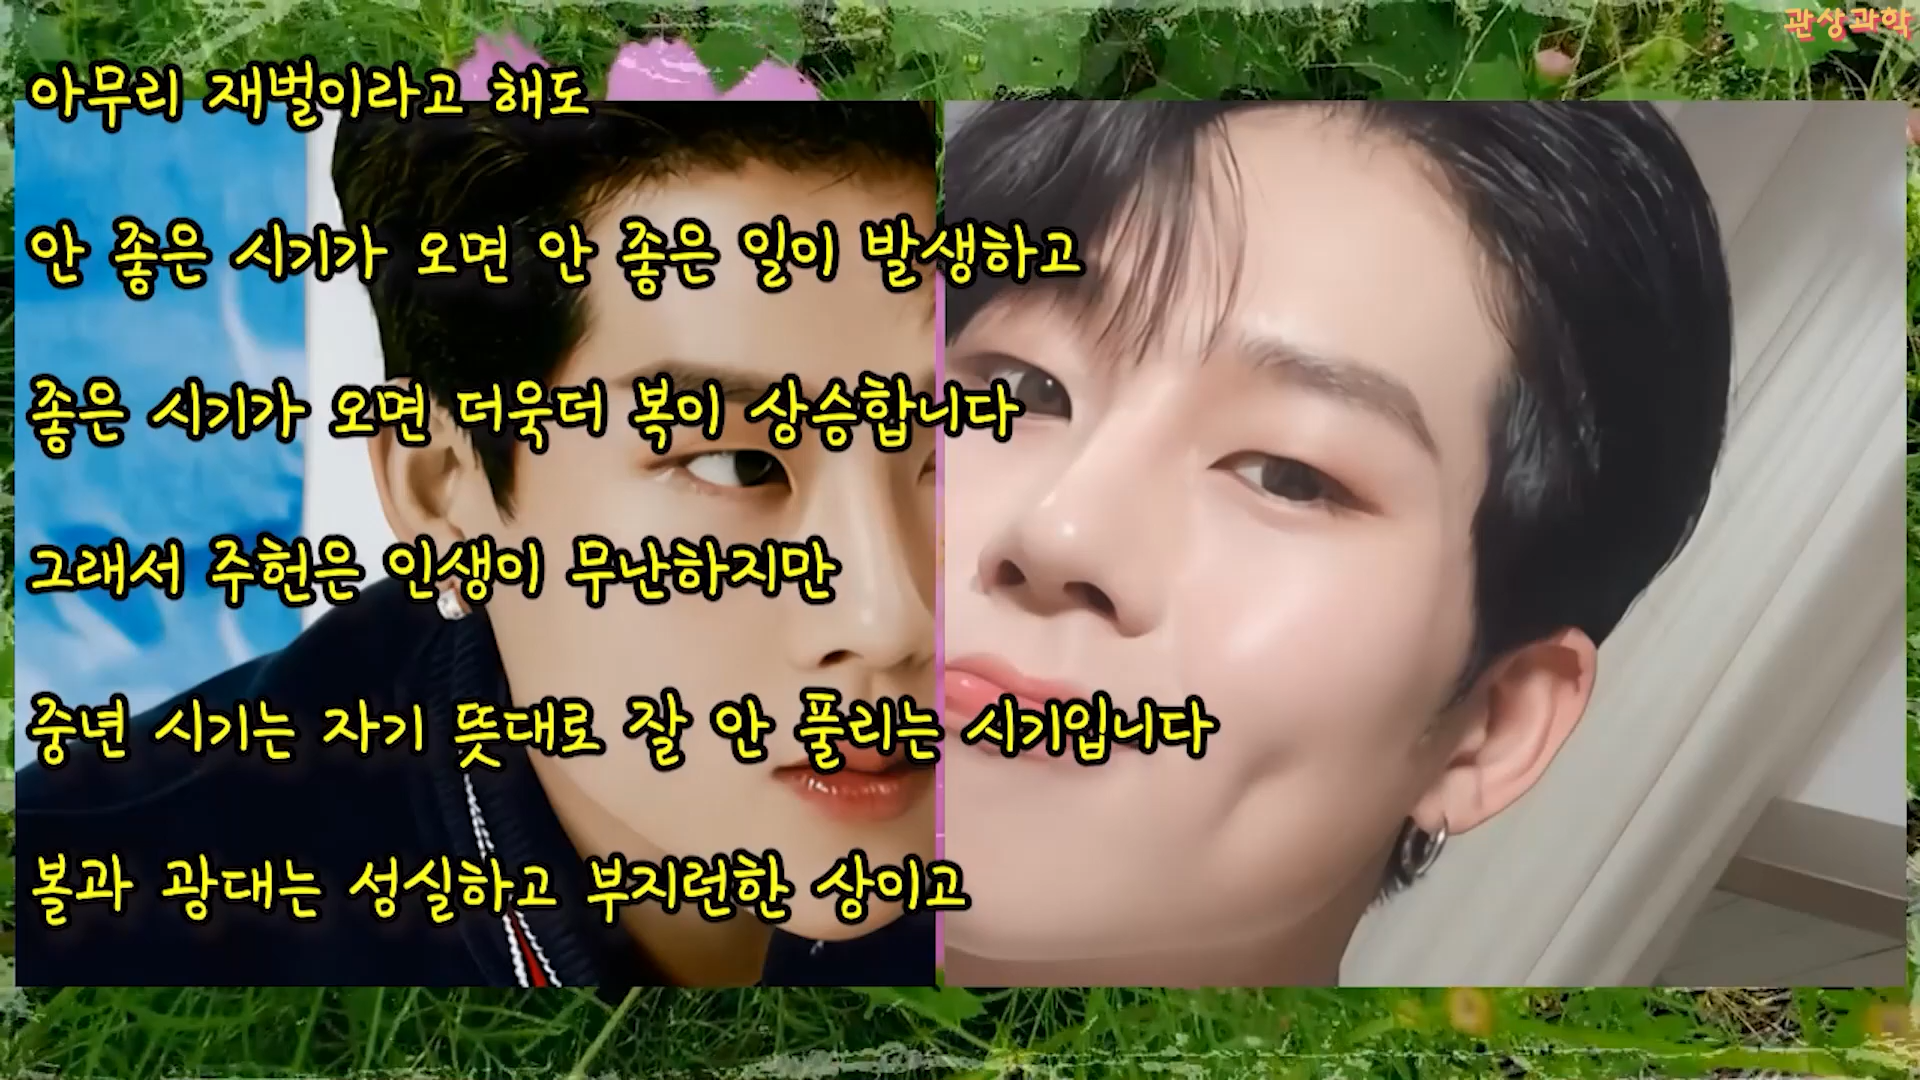 관상과학
아무리 재벌이라고 해도
안 좋은 시기가 오면 안 좋은 일이 발생하고
좋은 시기가 오면 더욱더 복이 상승합니다
그래서 주헌은 인생이 무난하지만
중년 시기는 자기 뜻대로 잘 안 풀리는 시기입니다
볼과 광대는 성실하고 부지런한 상이고